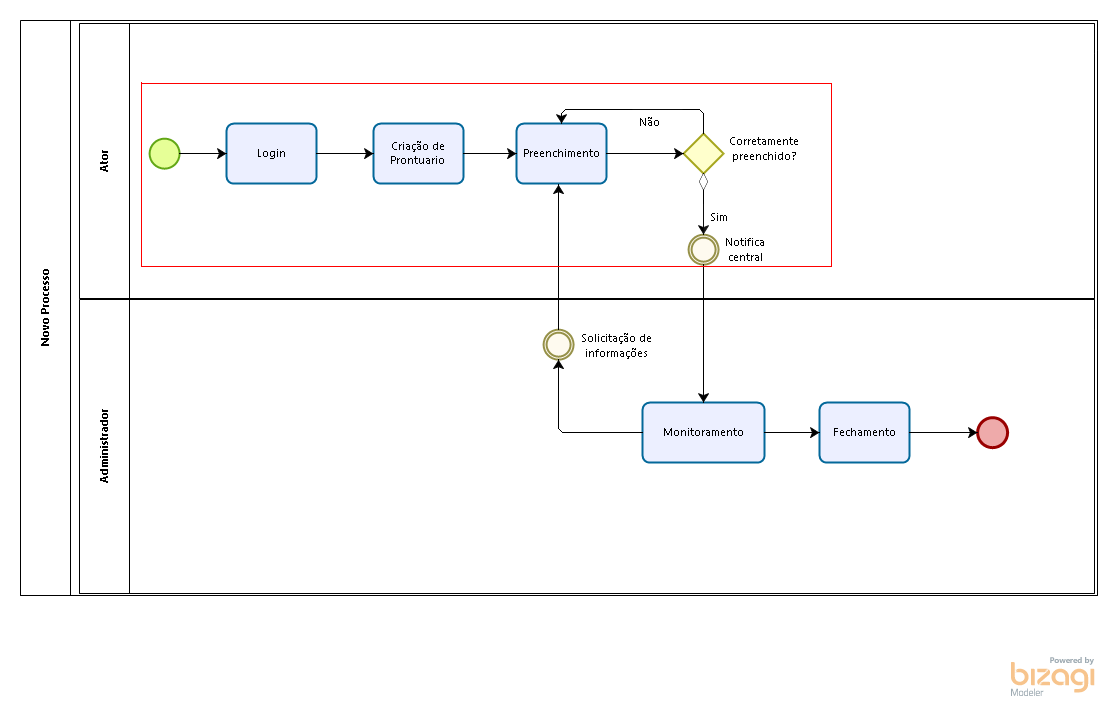 Novo Processo
Ator
Login
Criação de
Prontuario
Preenchimento
Não
Corretamente
preenchido?
Sim
Notifica
central
Administrador
Solicitação de
informações
Monitoramento
Fechamento
Powered by
bizagi
Modeler